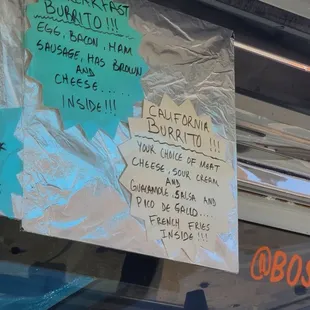 BURRITO !!!
EGG, BACON, HAM
SAUSAGE, HAS BROWN
AND
CHEESE....
INSIDE!!!
CALIFORNIA
BURRITO !!!
YOUR CHOICE OF MEAT
CHEESE, SOUR CREAM
AND
GUACAMOLE, SALSA AND
PICO DE GALLO....
FRENCH FRIES
INSIDE !!!
@BOS